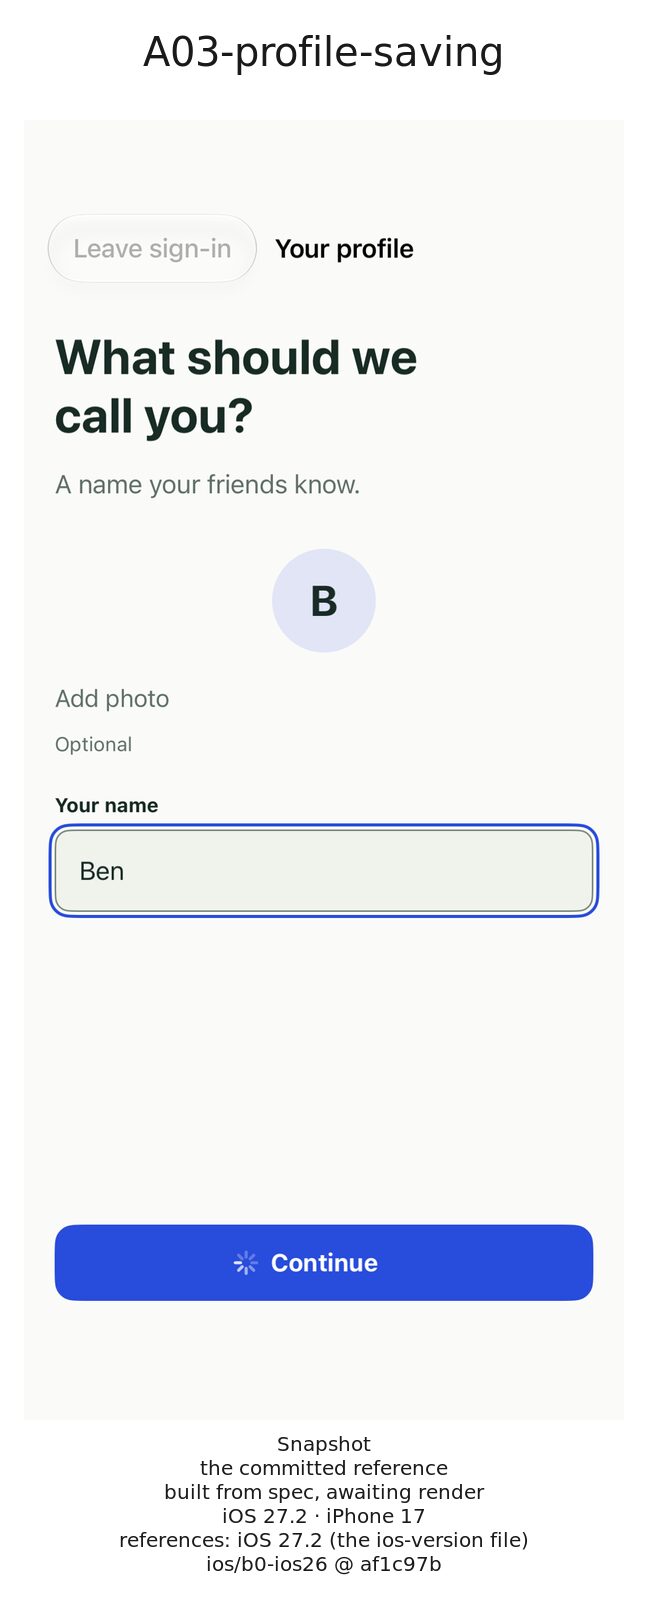 A03-profile-saving
Leave sign-in
Your profile
What should we
call you?
A name your friends know.
B
Add photo
Optional
Your name
Ben
Continue
Snapshot
the committed reference
built from spec, awaiting render
iOS 27.2 · iPhone 17
references: iOS 27.2 (the ios-version file)
ios/b0-ios26 @ af1c97b